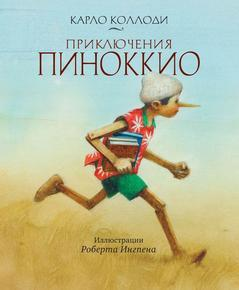 КАРЛО КОЛЛОДИ
ПРИКЛЮЧЕНИЯ
ПИНОККИО
Иллюстрации
Роберта Ингпена